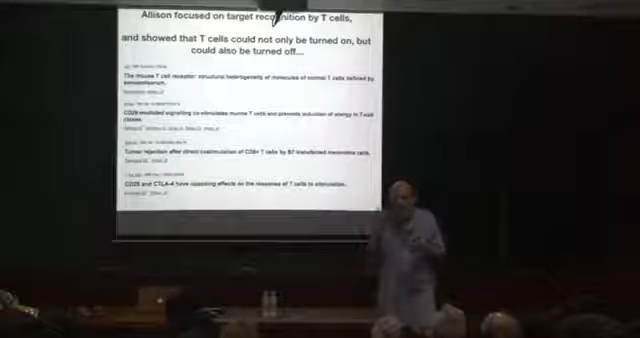 Allison focused on target recognition by T cells,
and showed that T cells could not only be turned on, but
could also be turned off...
The mouse T cell receptor: structural heterogeneity of molecules of normal T cells defined by
xenoantiserum.
CD28-mediated signalling co-stimulates murine T cells and prevents induction of anergy in T-cell
clones.
Tumor rejection after direct costimulation of CD8+ T cells by B7-transfected melanoma cells.
CD28 and CTLA-4 have opposing effects on the response of T cells to stimulation.